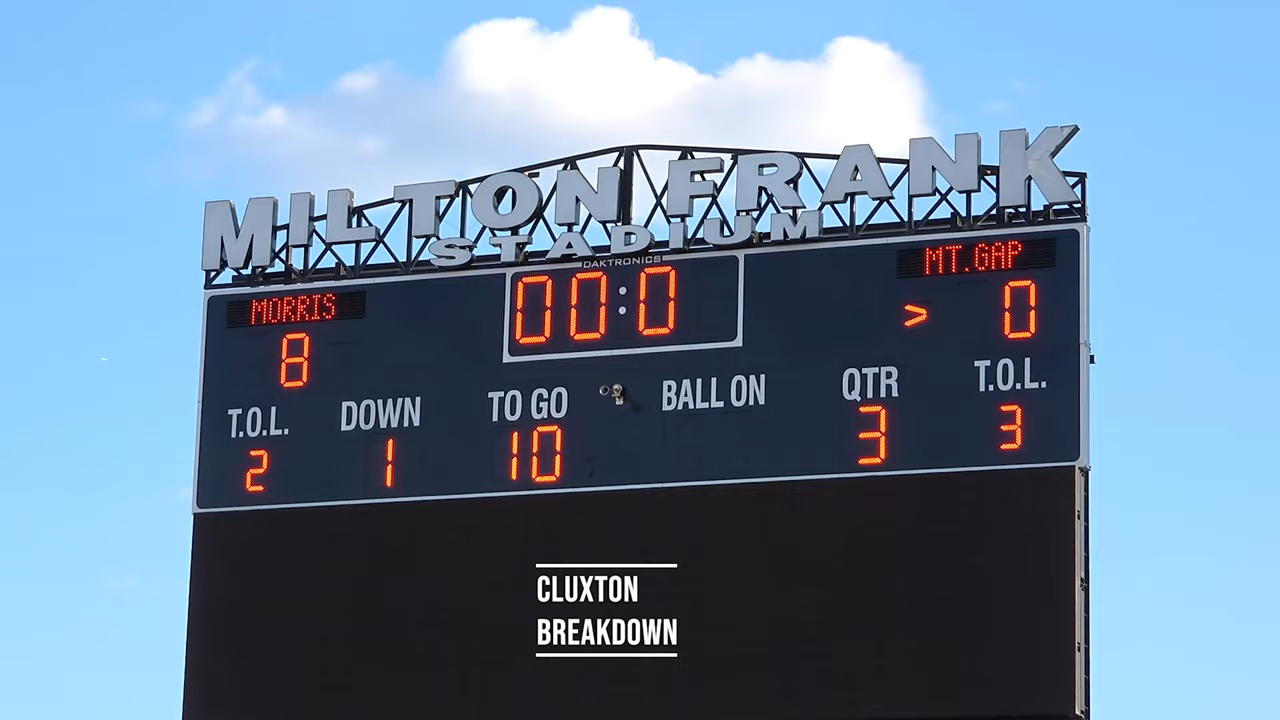 MILTON FRANK
STADIUM
DAKTRONICS
MORRIS
00:0
MT.GAP
8
> 0
T.O.L. DOWN TO GO BALL ON QTR T.O.L.
2 1 10 3 3
CLUXTON
BREAKDOWN